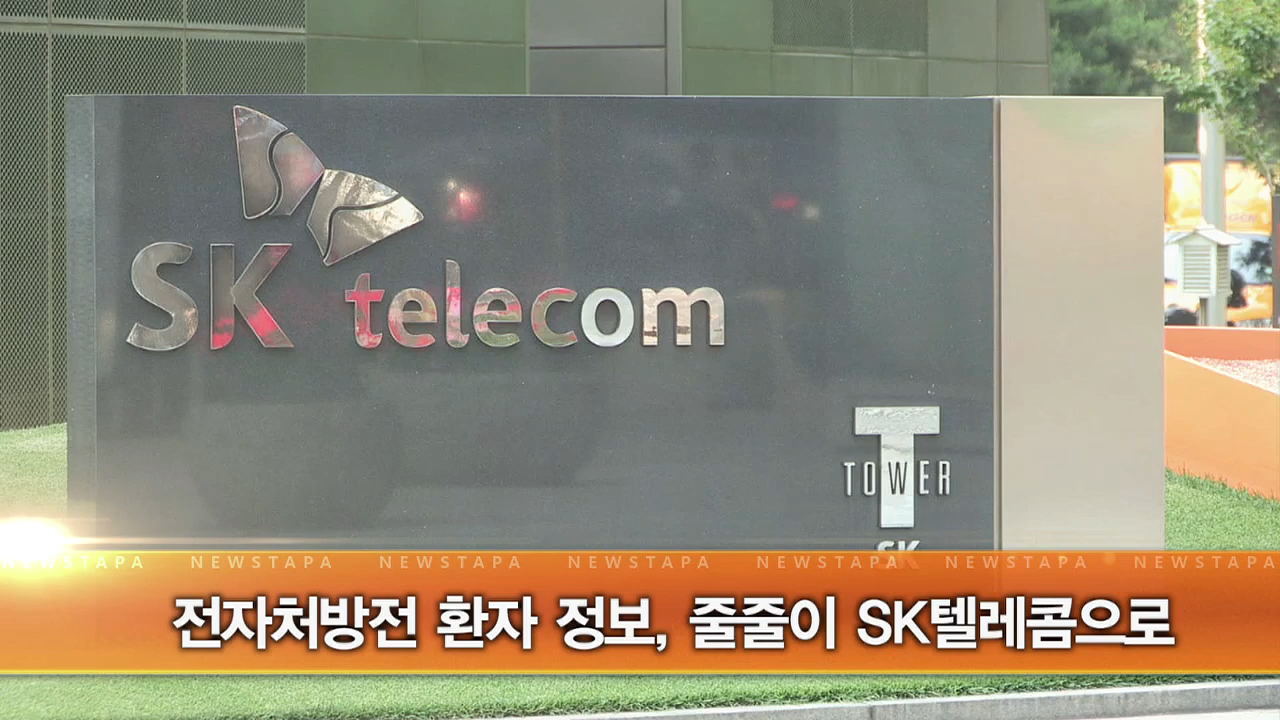 SK telecom
T
TOWER
SK
NEWSTAPA NEWSTAPA NEWSTAPA NEWSTAPA NEWSTAPA NEWSTAPA NEWSTAPA
전자처방전 환자 정보, 줄줄이 SK텔레콤으로